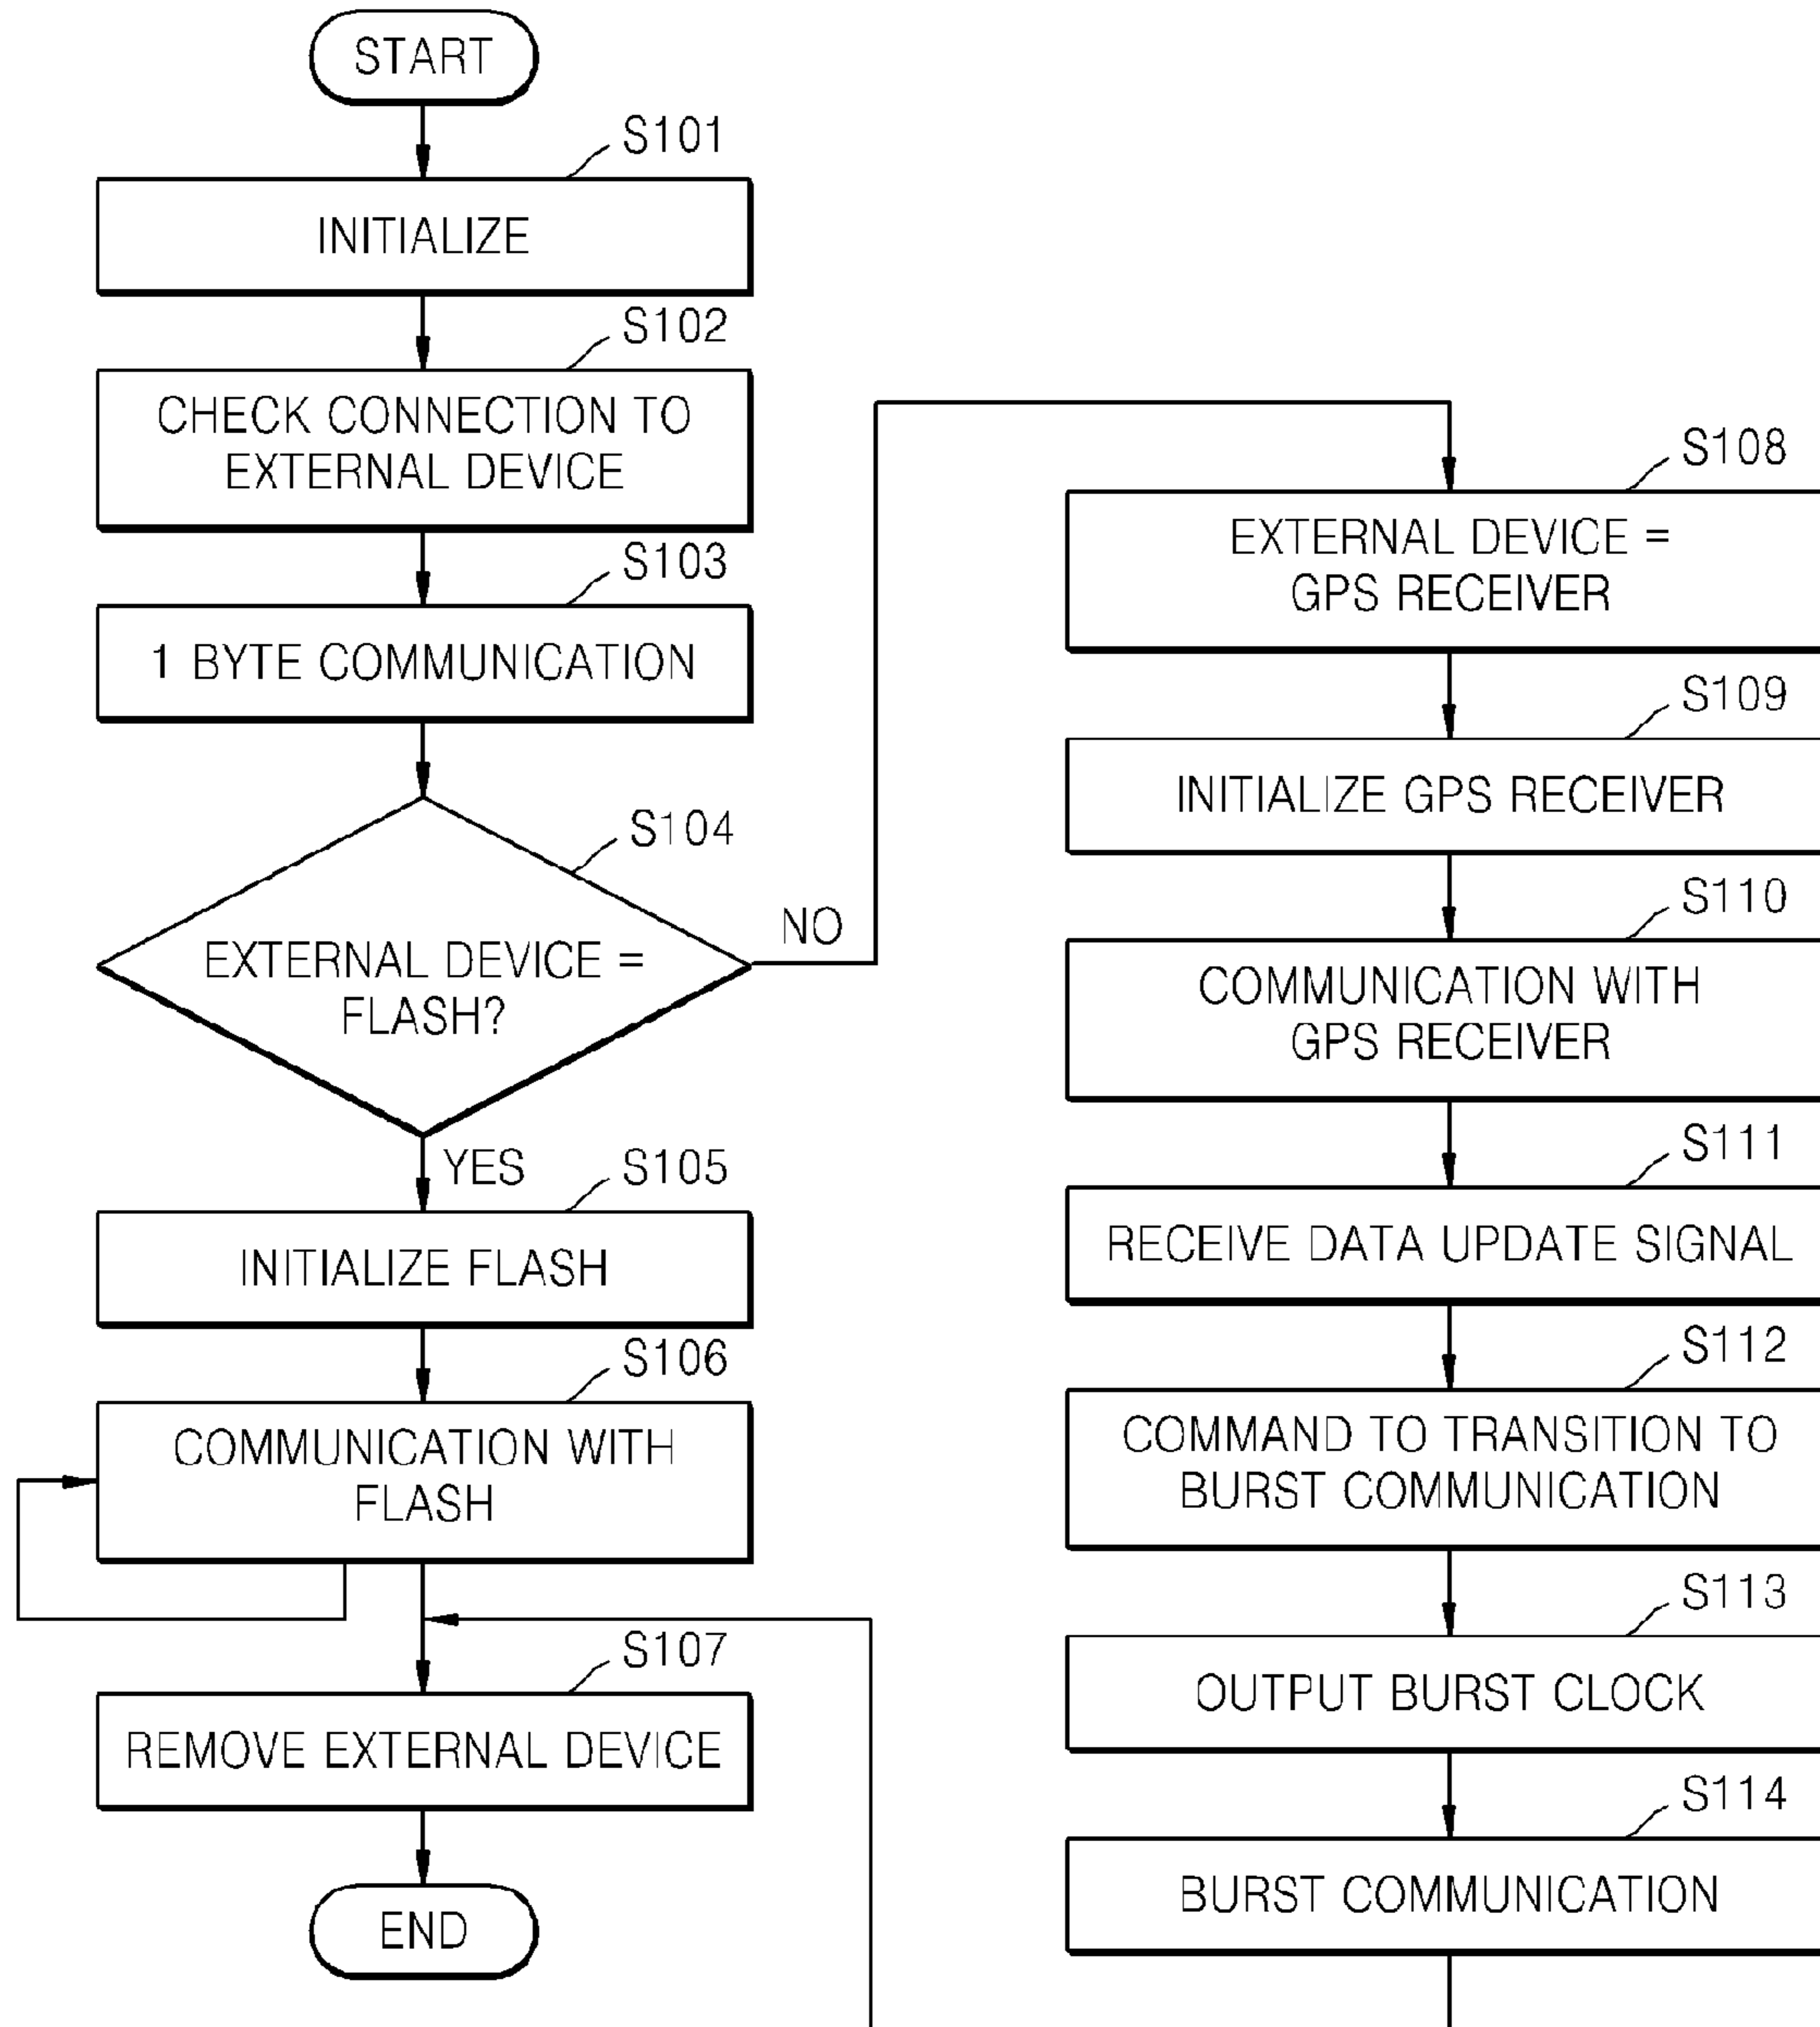 START
S101
INITIALIZE
S102
CHECK CONNECTION TO
EXTERNAL DEVICE
S103
1 BYTE COMMUNICATION
S104
EXTERNAL DEVICE =
FLASH?
NO
YES
S105
INITIALIZE FLASH
S106
COMMUNICATION WITH
FLASH
S107
REMOVE EXTERNAL DEVICE
END
S108
EXTERNAL DEVICE =
GPS RECEIVER
S109
INITIALIZE GPS RECEIVER
S110
COMMUNICATION WITH
GPS RECEIVER
S111
RECEIVE DATA UPDATE SIGNAL
S112
COMMAND TO TRANSITION TO
BURST COMMUNICATION
S113
OUTPUT BURST CLOCK
S114
BURST COMMUNICATION